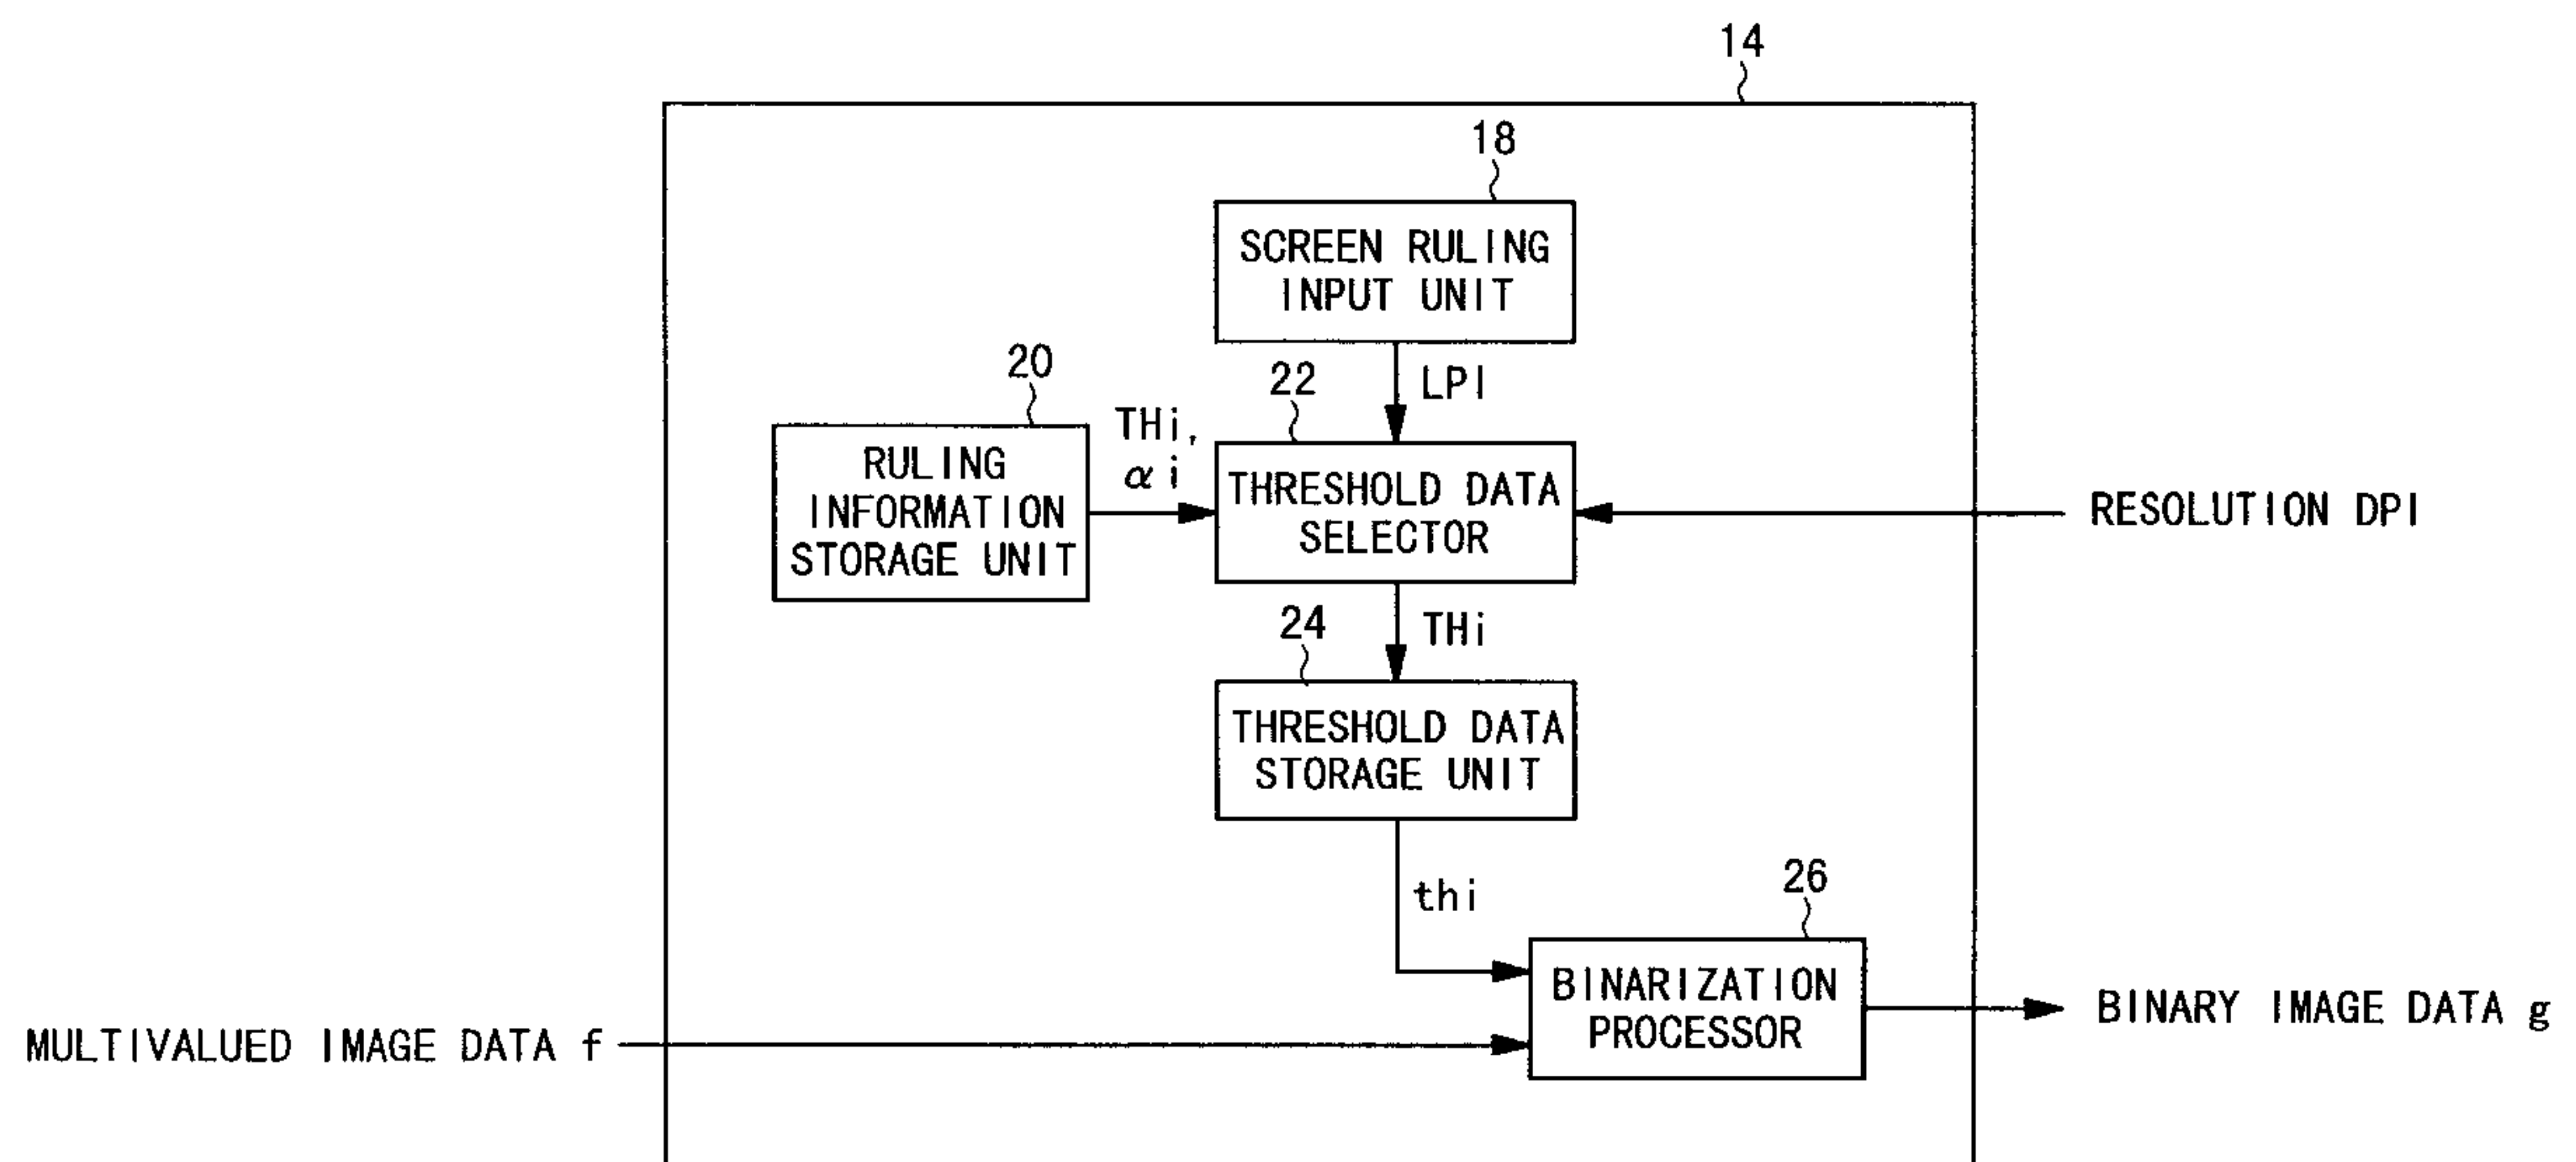 14
18
SCREEN RULING
INPUT UNIT
20
22
LPI
THi,
αi
RULING
INFORMATION
STORAGE UNIT
THRESHOLD DATA
SELECTOR
RESOLUTION DPI
24
THi
THRESHOLD DATA
STORAGE UNIT
thi
26
BINARIZATION
PROCESSOR
BINARY IMAGE DATA g
MULTIVALUED IMAGE DATA f